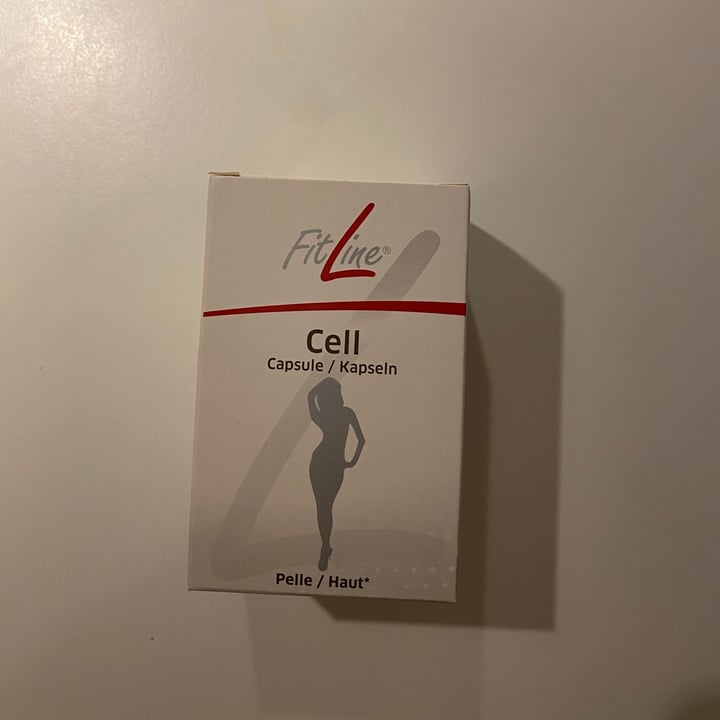 FitLine®
Cell
Capsule / Kapseln
Pelle / Haut*